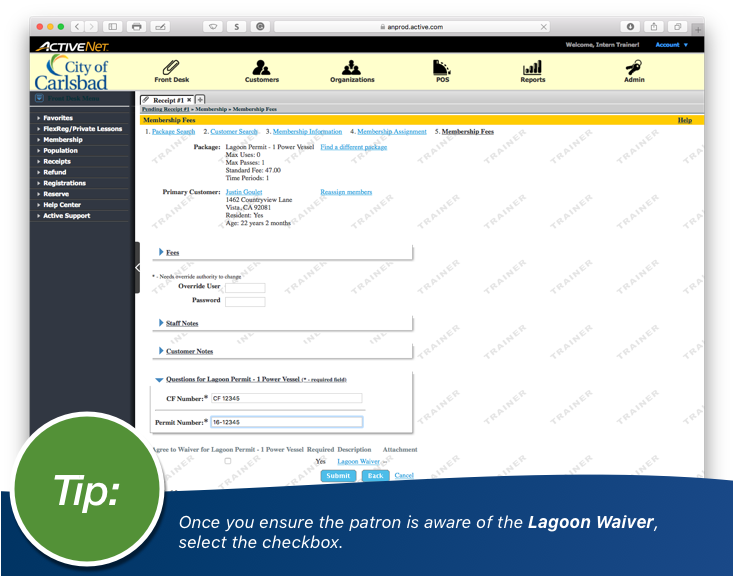 anprod.active.com
ACTIVENet
Welcome, Intern Trainer! Account ▼
City of
Carlsbad
Front Desk Customers Organizations POS Reports Admin
Front Desk Menu
Favorites
FlexReg/Private Lessons
Membership
Population
Receipts
Refund
Registrations
Reserve
Help Center
Active Support
Receipt #1 × +
Pending Receipt #1 » Membership » Membership Fees
Membership Fees Help
1. Package Search 2. Customer Search 3. Membership Information 4. Membership Assignment 5. Membership Fees
Package: Lagoon Permit - 1 Power Vessel Find a different package
Max Uses: 0
Max Passes: 1
Standard Fee: 47.00
Time Periods: 1
Primary Customer: Justin Goulet Reassign members
1462 Countryview Lane
Vista, CA 92081
Resident: Yes
Age: 22 years 2 months
Fees
* - Needs override authority to change
Override User
Password
Staff Notes
Customer Notes
Questions for Lagoon Permit - 1 Power Vessel (* - required field)
CF Number:* CF 12345
Permit Number:* 16-12345
Agree to Waiver for Lagoon Permit - 1 Power Vessel Required Description Attachment
Yes Lagoon Waiver --
Submit Back Cancel
TRAINER
Tip:
Once you ensure the patron is aware of the Lagoon Waiver,
select the checkbox.